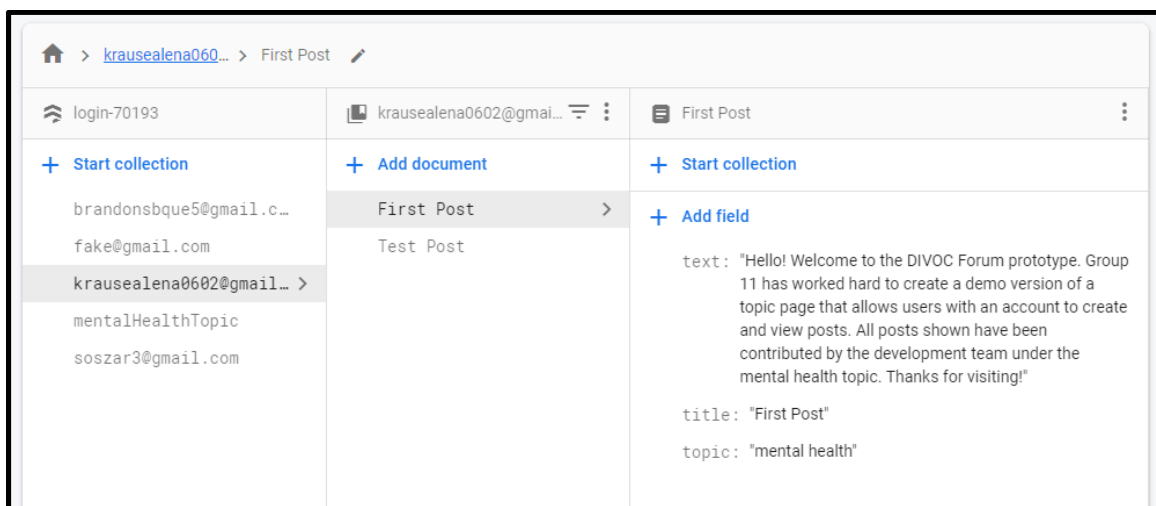 krausealena060… > First Post
login-70193
krausealena0602@gmai…
First Post
+ Start collection
+ Add document
+ Start collection
brandonsbque5@gmail.c…
fake@gmail.com
krausealena0602@gmail… >
mentalHealthTopic
soszar3@gmail.com
First Post >
Test Post
+ Add field
text: "Hello! Welcome to the DIVOC Forum prototype. Group
11 has worked hard to create a demo version of a
topic page that allows users with an account to create
and view posts. All posts shown have been
contributed by the development team under the
mental health topic. Thanks for visiting!"
title: "First Post"
topic: "mental health"